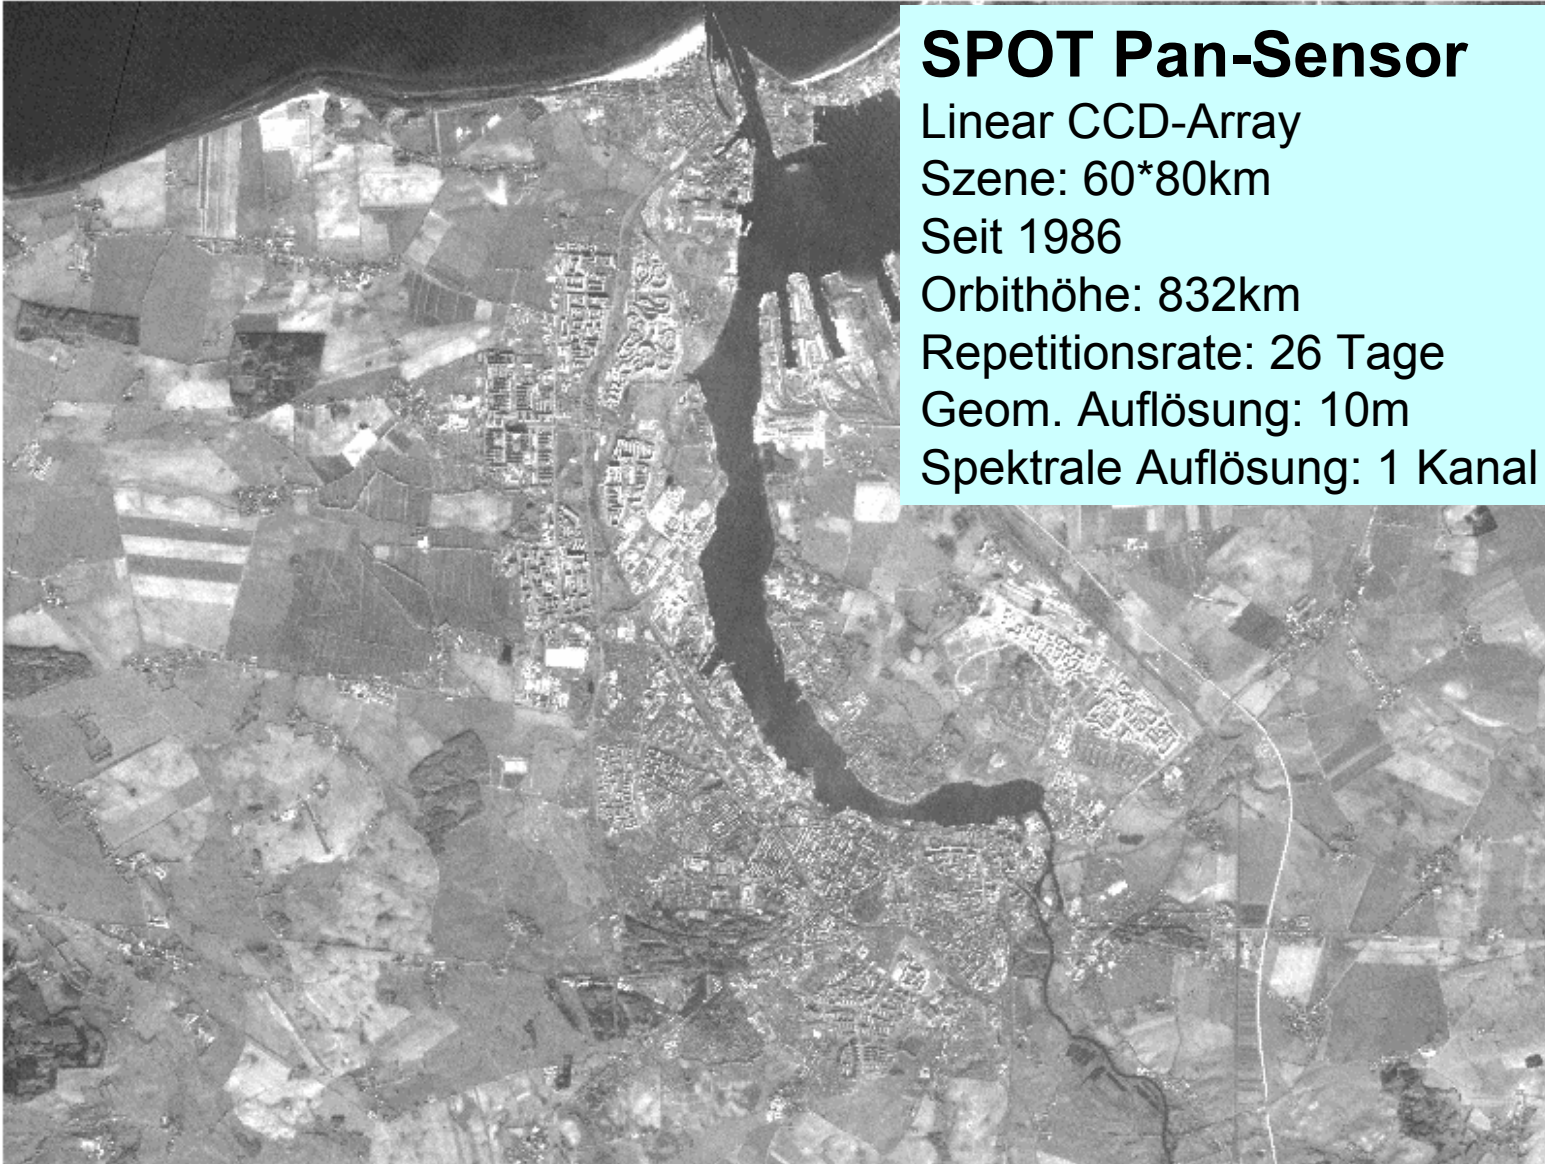 SPOT Pan-Sensor
Linear CCD-Array
Szene: 60*80km
Seit 1986
Orbithöhe: 832km
Repetitionsrate: 26 Tage
Geom. Auflösung: 10m
Spektrale Auflösung: 1 Kanal